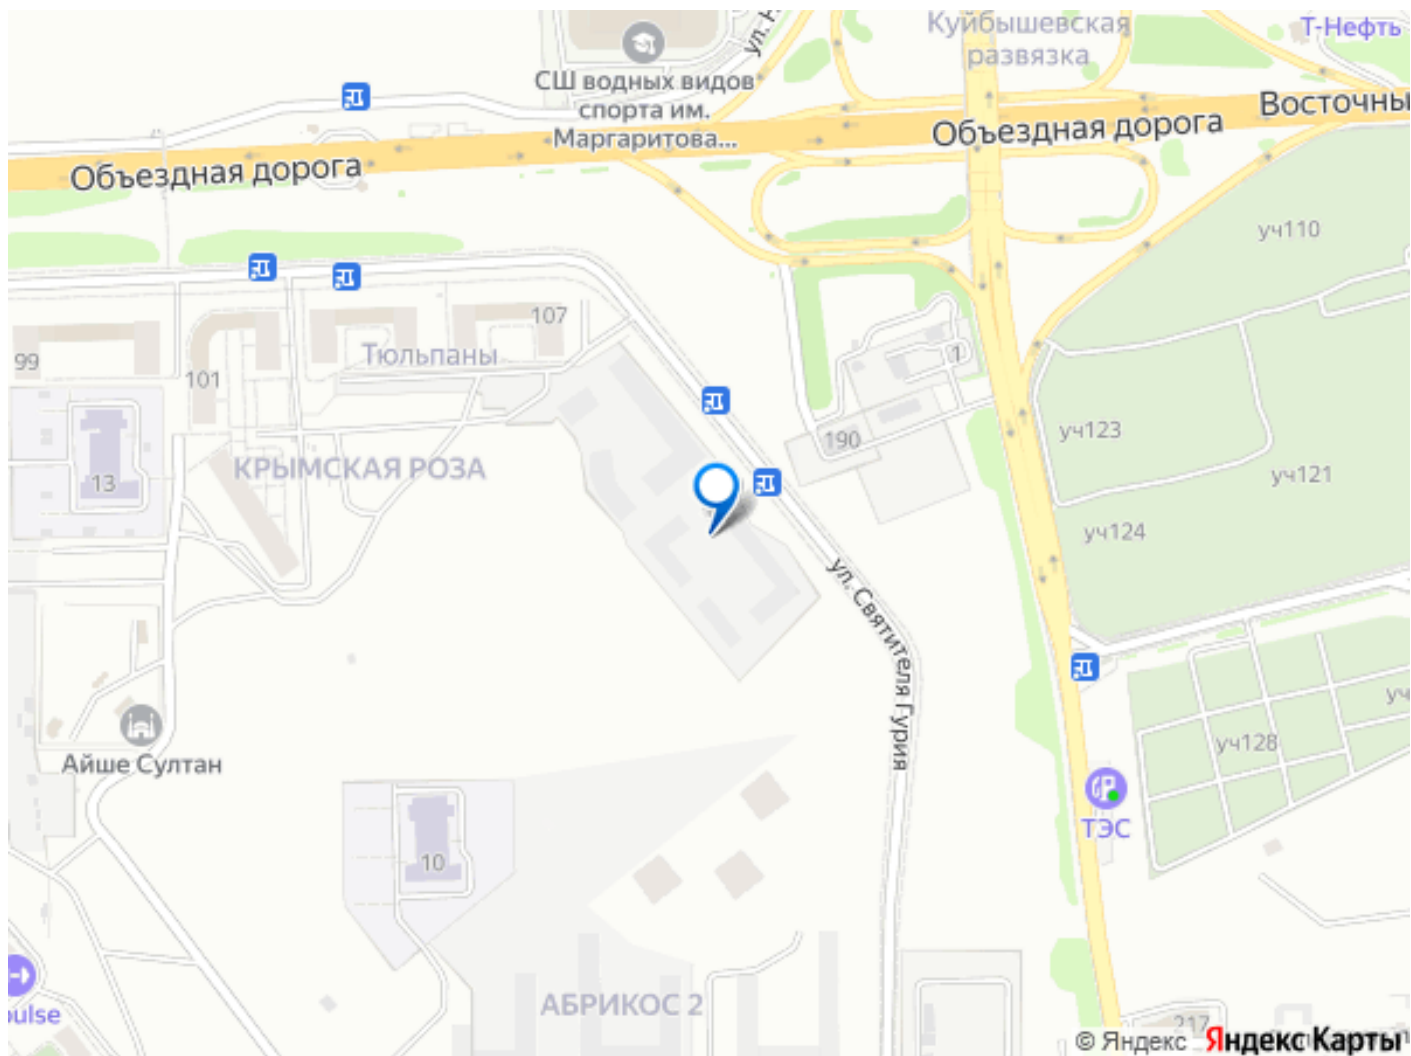 Куйбышевская
развязка
Т-Нефть
ул. Н
СШ водных видов
спорта им.
Маргаритова...
Восточны
Объездная дорога
Объездная дорога
уч110
107
Тюльпаны
99
101
1
190
уч123
КРЫМСКАЯ РОЗА
13
уч121
уч124
ул. Святителя Гурия
уч
уч128
Айше Султан
ТЭС
10
АБРИКОС 2
oulse
217
© Яндекс Яндекс Карты